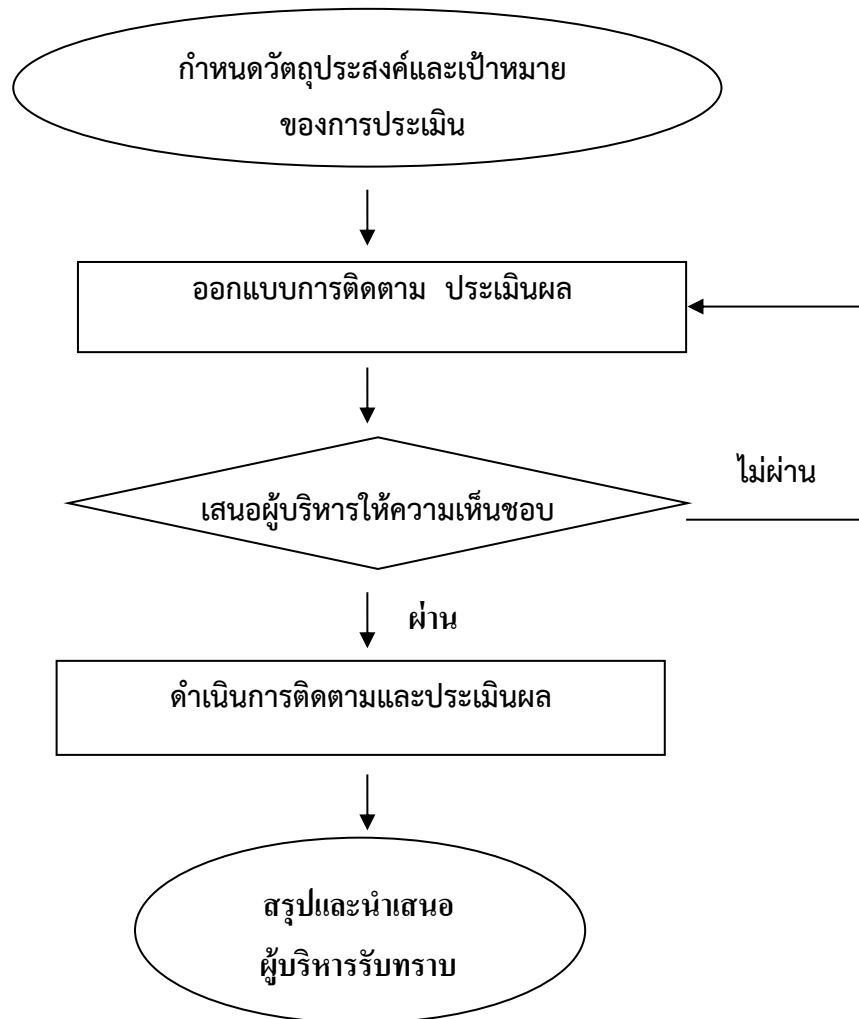 กำหนดวัตถุประสงค์และเป้าหมาย
ของการประเมิน
ออกแบบการติดตาม ประเมินผล
ไม่ผ่าน
เสนอผู้บริหารให้ความเห็นชอบ
ผ่าน
ดำเนินการติดตามและประเมินผล
สรุปและนำเสนอ
ผู้บริหารรับทราบ